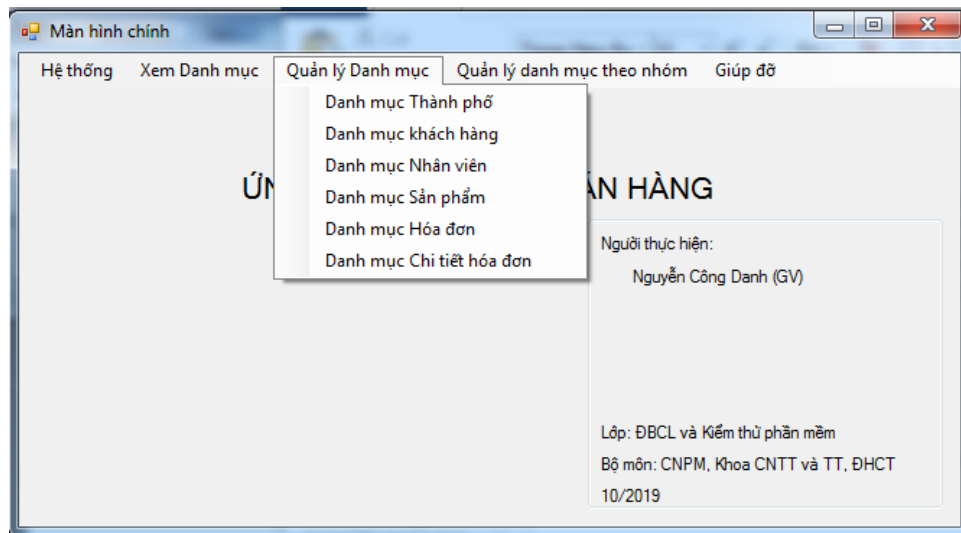 Màn hình chính
Hệ thống Xem Danh mục Quản lý Danh mục Quản lý danh mục theo nhóm Giúp đỡ
Danh mục Thành phố
Danh mục khách hàng
Danh mục Nhân viên
Danh mục Sản phẩm
Danh mục Hóa đơn
Danh mục Chi tiết hóa đơn
HÀNG
Người thực hiện:
Nguyễn Công Danh (GV)
Lớp: ĐBCL và Kiểm thử phần mềm
Bộ môn: CNPM, Khoa CNTT và TT, ĐHCT
10/2019